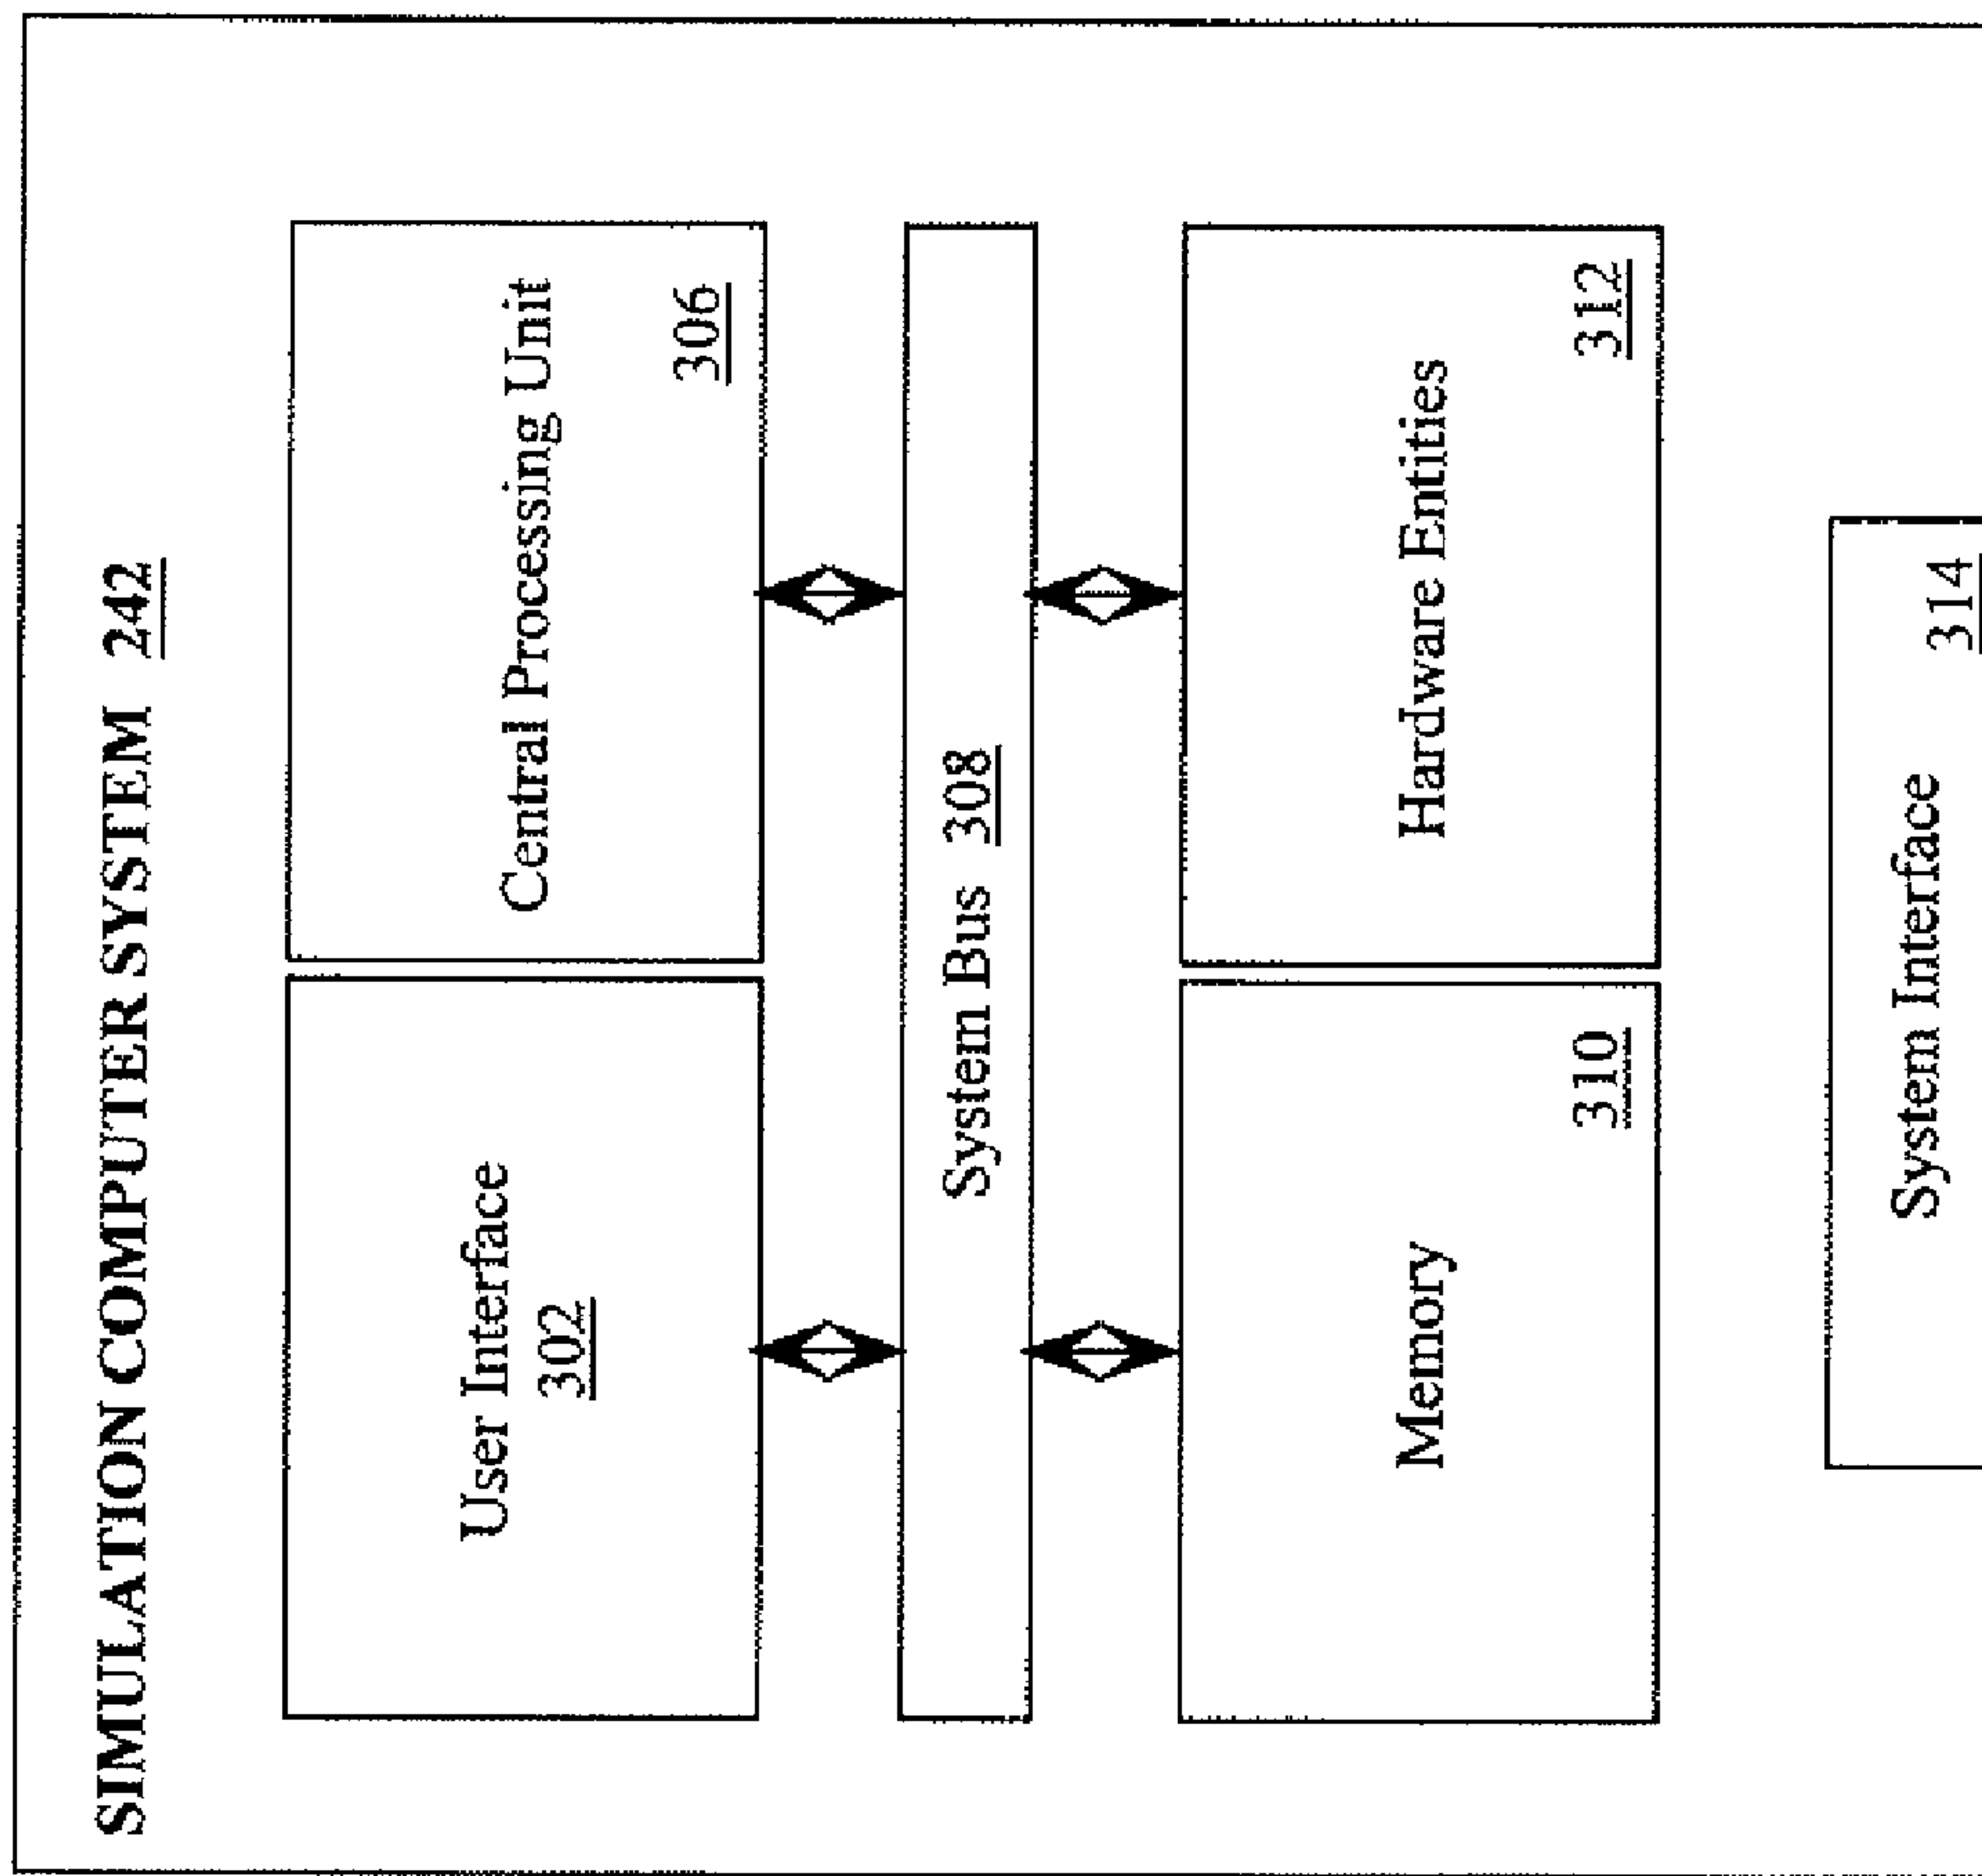 SIMULATION COMPUTER SYSTEM 242
User Interface
302
Central Processing Unit
306
System Bus 308
Memory
310
Hardware Entities
312
System Interface
314